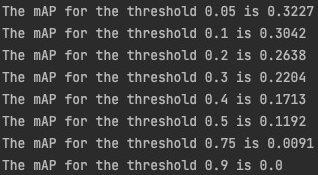 The mAP for the threshold 0.05 is 0.3227
The mAP for the threshold 0.1 is 0.3042
The mAP for the threshold 0.2 is 0.2638
The mAP for the threshold 0.3 is 0.2204
The mAP for the threshold 0.4 is 0.1713
The mAP for the threshold 0.5 is 0.1192
The mAP for the threshold 0.75 is 0.0091
The mAP for the threshold 0.9 is 0.0